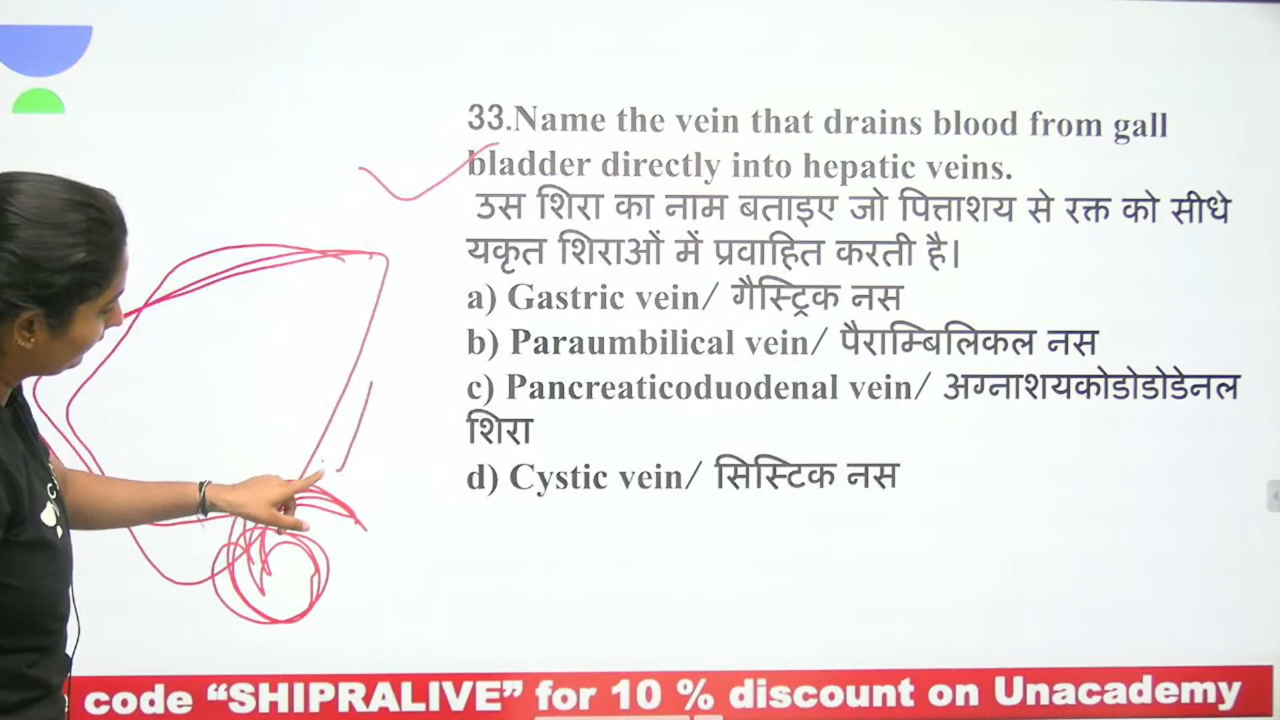 33.Name the vein that drains blood from gall
bladder directly into hepatic veins.
उस शिरा का नाम बताइए जो पित्ताशय से रक्त को सीधे
यकृत शिराओं में प्रवाहित करती है।
a) Gastric vein/ गैस्ट्रिक नस
b) Paraumbilical vein/ पैराम्बिलिकल नस
c) Pancreaticoduodenal vein/ अग्नाशयकोडोडोडेनल
शिरा
d) Cystic vein/ सिस्टिक नस
code “SHIPRALIVE” for 10 % discount on Unacademy